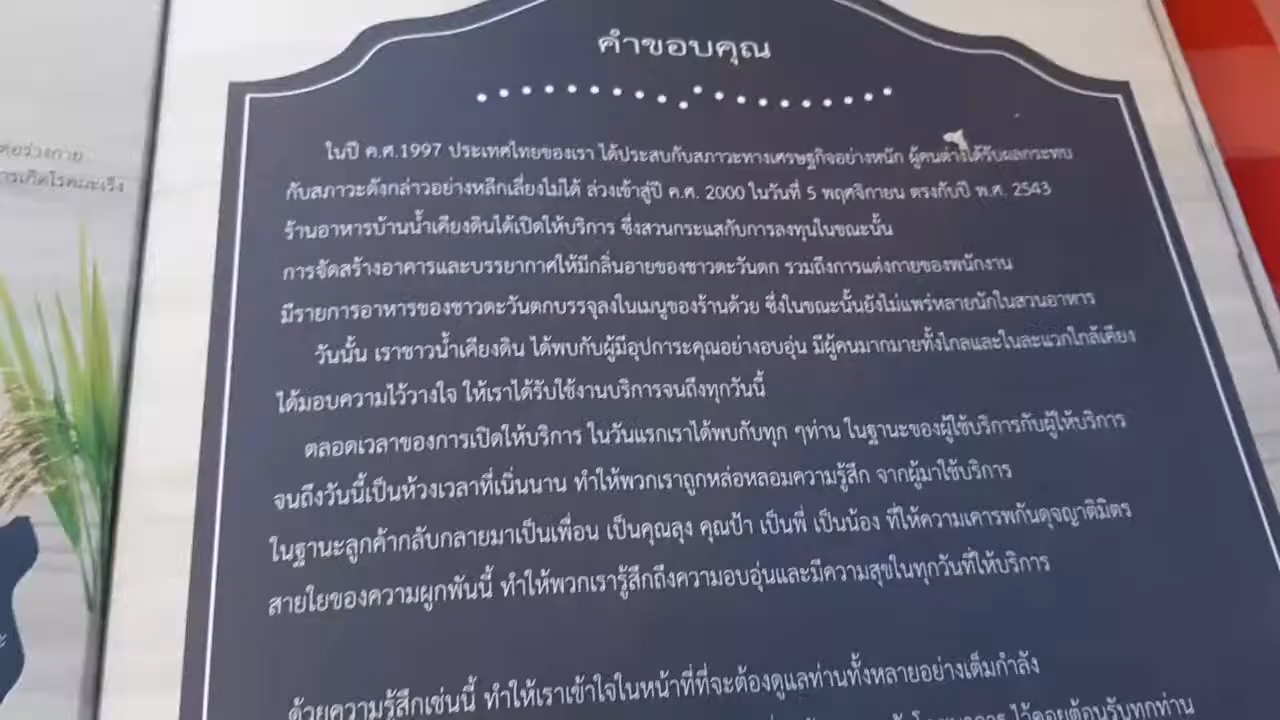 คำขอบคุณ
ในปี ค.ศ.1997 ประเทศไทยของเรา ได้ประสบกับสภาวะทางเศรษฐกิจอย่างหนัก ผู้คนต่างได้รับผลกระทบ
กับสภาวะดังกล่าวอย่างหลีกเลี่ยงไม่ได้ ล่วงเข้าสู่ปี ค.ศ. 2000 ในวันที่ 5 พฤศจิกายน ตรงกับปี พ.ศ. 2543
ร้านอาหารบ้านน้ำเคียงดินได้เปิดให้บริการ ซึ่งสวนกระแสกับการลงทุนในขณะนั้น
การจัดสร้างอาคารและบรรยากาศให้มีกลิ่นอายของชาวตะวันตก รวมถึงการแต่งกายของพนักงาน
มีรายการอาหารของชาวตะวันตกบรรจุลงในเมนูของร้านด้วย ซึ่งในขณะนั้นยังไม่แพร่หลายนักในสวนอาหาร
วันนั้น เราชาวน้ำเคียงดิน ได้พบกับผู้มีอุปการะคุณอย่างอบอุ่น มีผู้คนมากมายทั้งไกลและในละแวกใกล้เคียง
ได้มอบความไว้วางใจ ให้เราได้รับใช้งานบริการจนถึงทุกวันนี้
ตลอดเวลาของการเปิดให้บริการ ในวันแรกเราได้พบกับทุก ๆท่าน ในฐานะของผู้ใช้บริการกับผู้ให้บริการ
จนถึงวันนี้เป็นห้วงเวลาที่เนิ่นนาน ทำให้พวกเราถูกหล่อหลอมความรู้สึก จากผู้มาใช้บริการ
ในฐานะลูกค้ากลับกลายมาเป็นเพื่อน เป็นคุณลุง คุณป้า เป็นพี่ เป็นน้อง ที่ให้ความเคารพกันดุจญาติมิตร
สายใยของความผูกพันนี้ ทำให้พวกเรารู้สึกถึงความอบอุ่นและมีความสุขในทุกวันที่ให้บริการ
ด้วยความรู้สึกเช่นนี้ ทำให้เราเข้าใจในหน้าที่ที่จะต้องดูแลท่านทั้งหลายอย่างเต็มกำลัง
ไว้คอยต้อนรับทุกท่าน